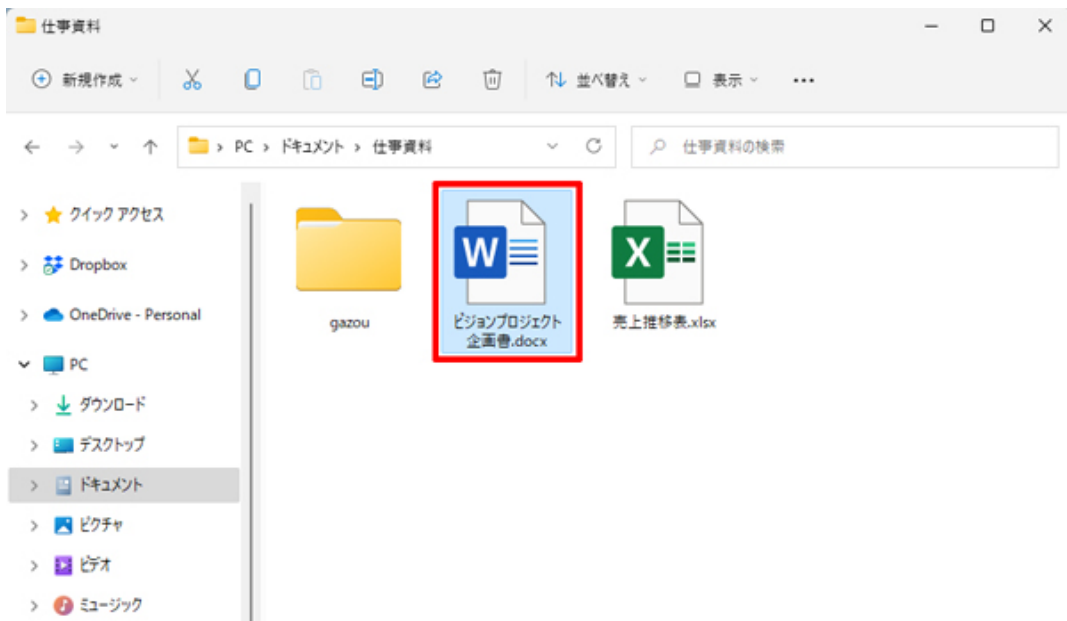 仕事資料
新規作成
並べ替え
表示
PC > ドキュメント > 仕事資料
仕事資料の検索
クイック アクセス
Dropbox
OneDrive - Personal
PC
ダウンロード
デスクトップ
ドキュメント
ピクチャ
ビデオ
ミュージック
gazou
W
ビジョンプロジェクト
企画書.docx
X
売上推移表.xlsx